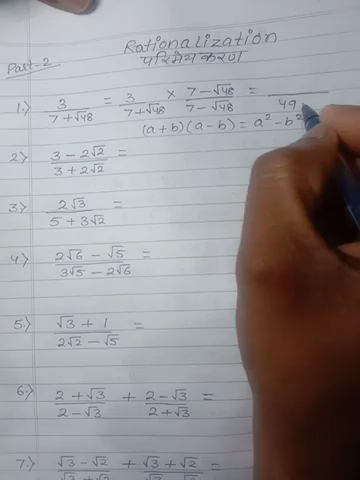 Rationalization
Part-2 परिमेयकरण
1.) 3/(7+√48) = 3/(7+√48) × (7-√48)/(7-√48) = /49
(a+b)(a-b) = a²-b²
2.) (3-2√2)/(3+2√2) =
3.) 2√3/(5+3√2) =
4.) (2√6-√5)/(3√5-2√6) =
5.) (√3+1)/(2√2-√5) =
6.) (2+√3)/(2-√3) + (2-√3)/(2+√3) =
7.) (√3-√2)/(√3+√2) + (√3+√2)/ =